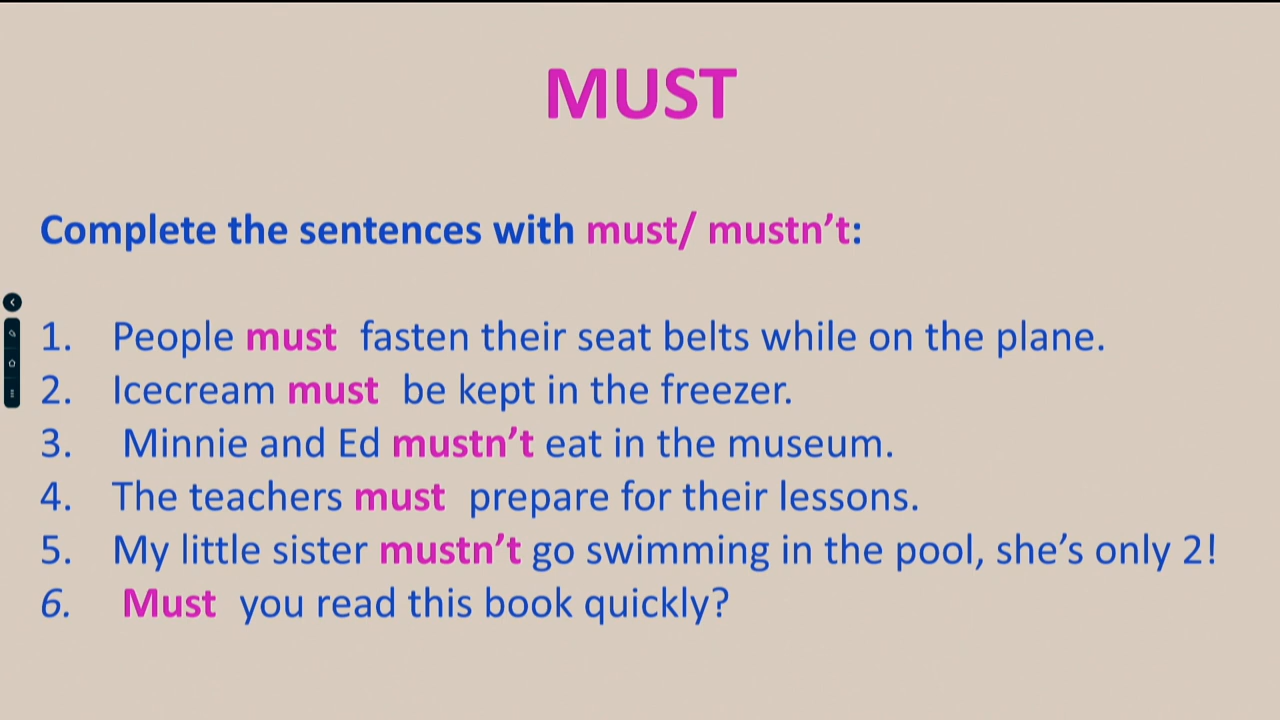 MUST
Complete the sentences with must/ mustn’t:
1. People must fasten their seat belts while on the plane.
2. Icecream must be kept in the freezer.
3. Minnie and Ed mustn’t eat in the museum.
4. The teachers must prepare for their lessons.
5. My little sister mustn’t go swimming in the pool, she’s only 2!
6. Must you read this book quickly?